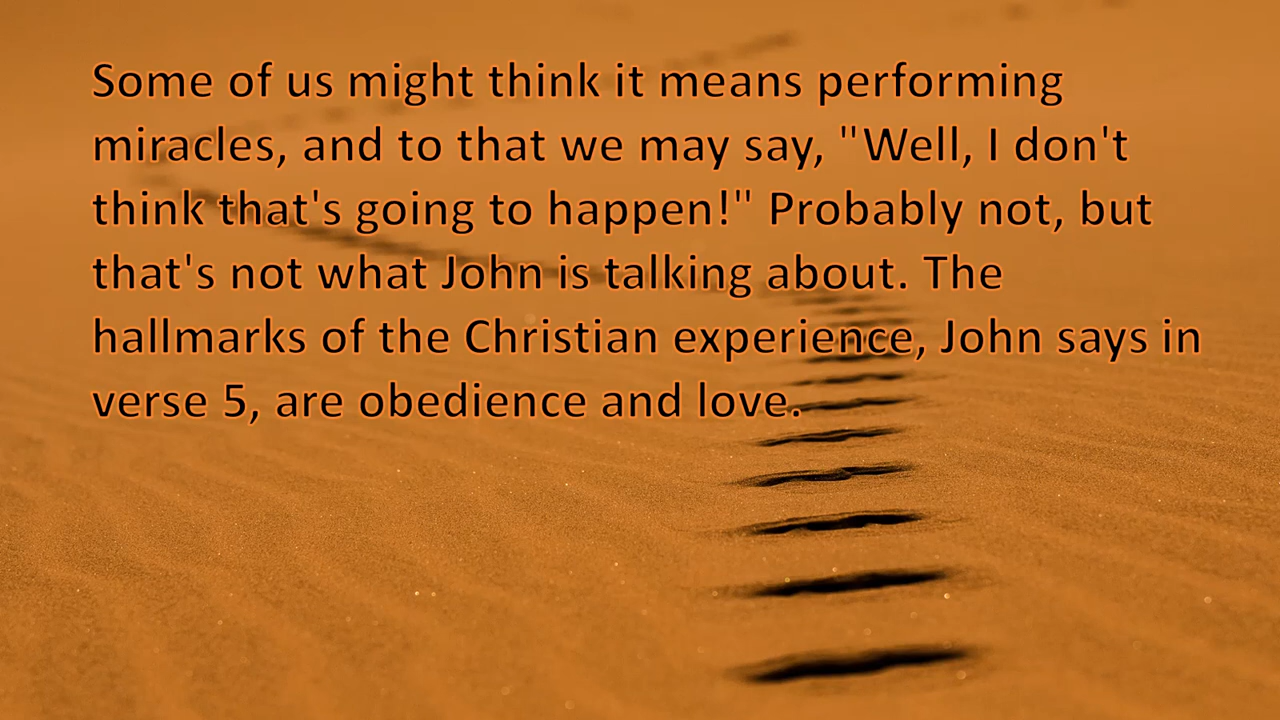 Some of us might think it means performing
miracles, and to that we may say, "Well, I don't
think that's going to happen!" Probably not, but
that's not what John is talking about. The
hallmarks of the Christian experience, John says in
verse 5, are obedience and love.